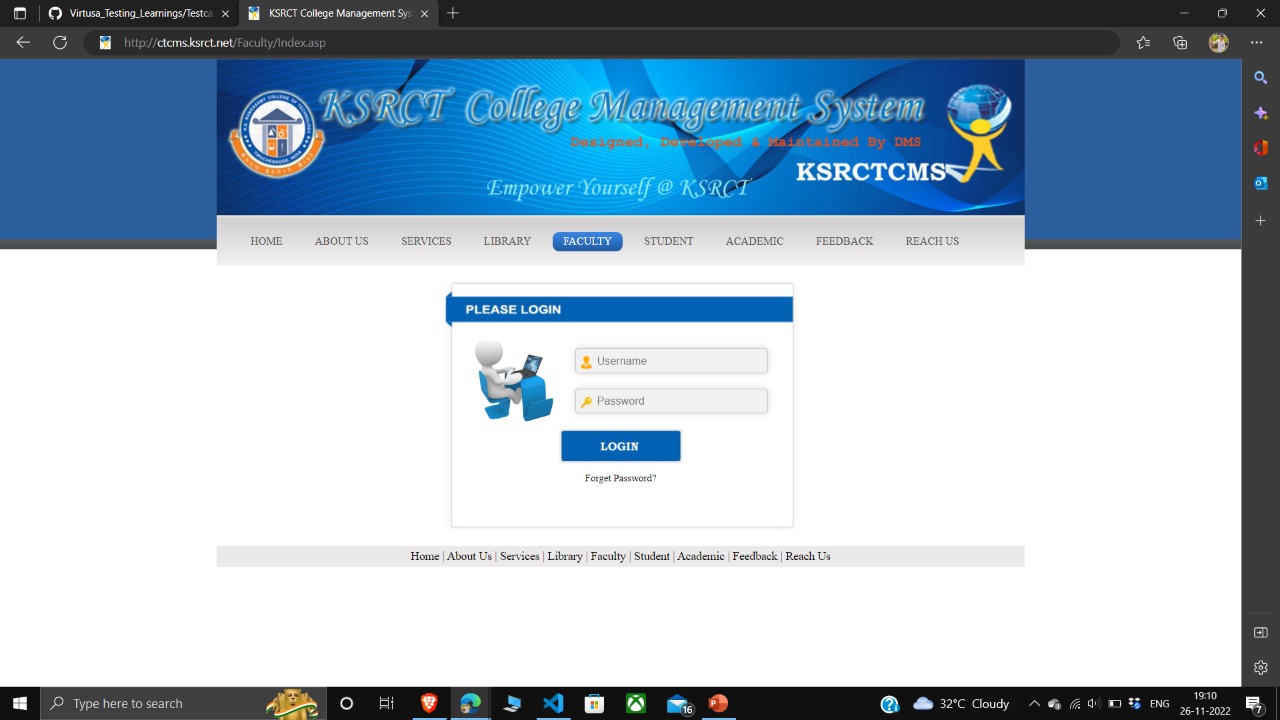 Virtusa_Testing_Learnings/Testca
KSRCT College Management Sys
http://ctcms.ksrct.net/Faculty/Index.asp
KSRCT College Management System
Designed, Developed & Maintained By DMS
KSRCTCMS
Empower Yourself @ KSRCT
HOME ABOUT US SERVICES LIBRARY FACULTY STUDENT ACADEMIC FEEDBACK REACH US
PLEASE LOGIN
Username
Password
LOGIN
Forget Password?
Home | About Us | Services | Library | Faculty | Student | Academic | Feedback | Reach Us
Type here to search
16
32°C Cloudy
ENG
19:10
26-11-2022
7